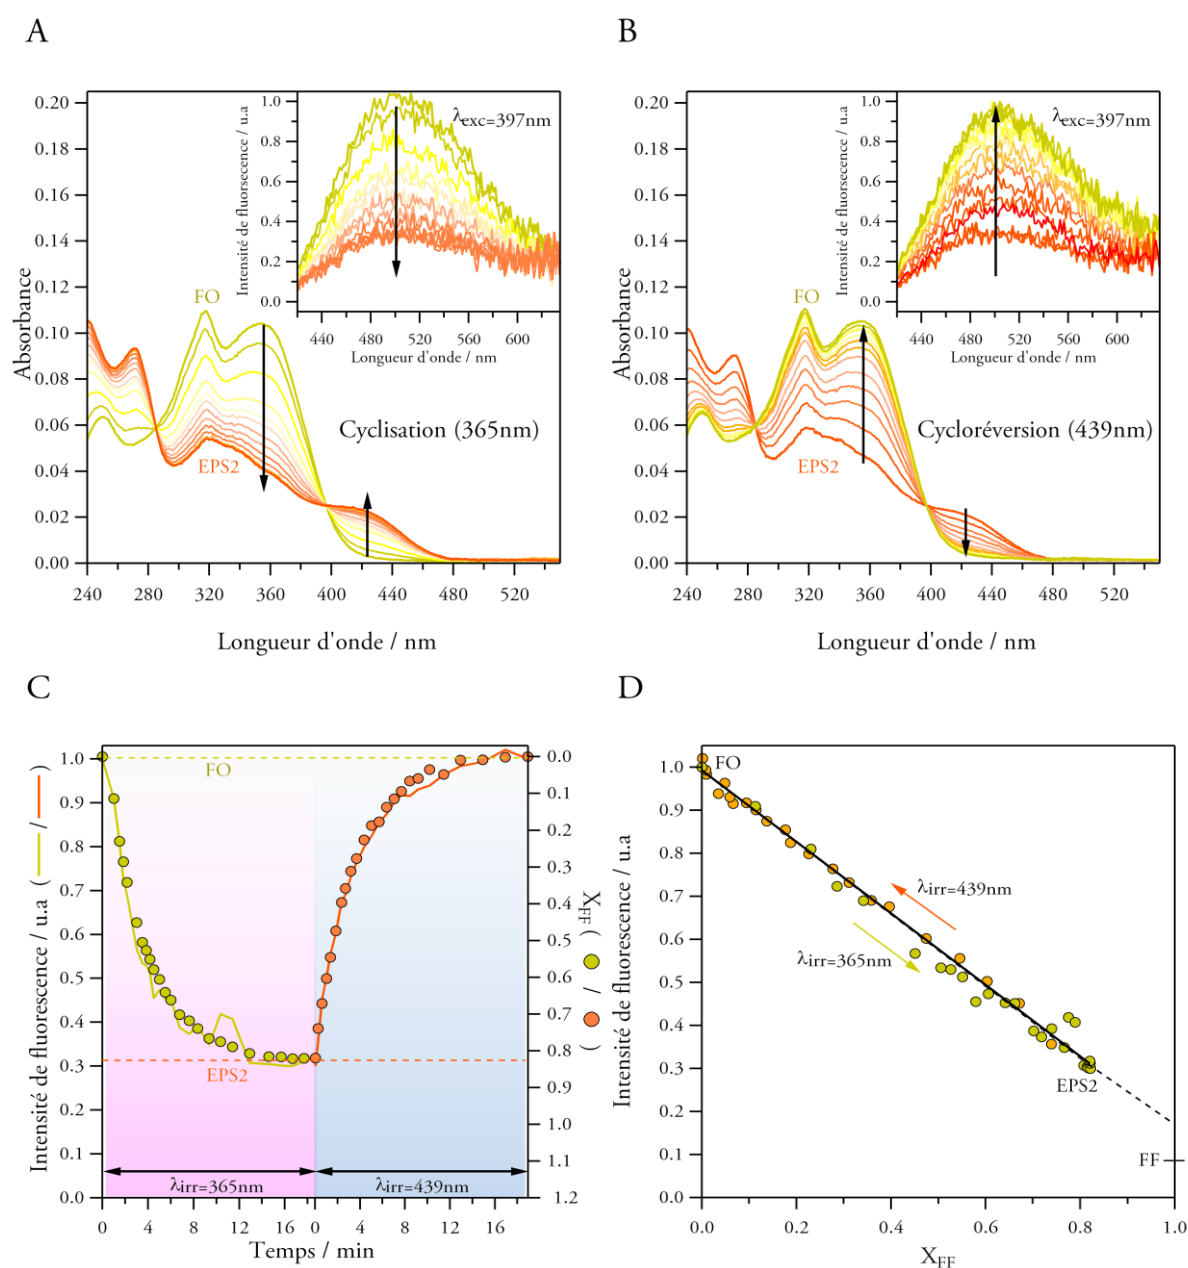 A
0.20
0.18
0.16
0.14
0.12
0.10
0.08
0.06
0.04
0.02
0.00
Absorbance
240 280 320 360 400 440 480 520
Longueur d'onde / nm
FO
EPS2
Cyclisation (365nm)
1.0
0.8
0.6
0.4
0.2
0.0
Intensité de fluorescence / u.a
λexc=397nm
440 480 520 560 600
Longueur d'onde / nm
B
0.20
0.18
0.16
0.14
0.12
0.10
0.08
0.06
0.04
0.02
0.00
Absorbance
240 280 320 360 400 440 480 520
Longueur d'onde / nm
FO
EPS2
Cycloréversion (439nm)
1.0
0.8
0.6
0.4
0.2
0.0
Intensité de fluorescence / u.a
λexc=397nm
440 480 520 560 600
Longueur d'onde / nm
C
1.0
0.9
0.8
0.7
0.6
0.5
0.4
0.3
0.2
0.1
0.0
Intensité de fluorescence / u.a ( / )
FO
EPS2
λirr=365nm
λirr=439nm
0 4 8 12 16 0 4 8 12 16
Temps / min
0.0
0.1
0.2
0.3
0.4
0.5
0.6
0.7
0.8
0.9
1.0
1.1
1.2
XFF ( / )
D
1.0
0.9
0.8
0.7
0.6
0.5
0.4
0.3
0.2
0.1
0.0
Intensité de fluorescence / u.a
FO
λirr=439nm
λirr=365nm
EPS2
FF
0.0 0.2 0.4 0.6 0.8 1.0
XFF